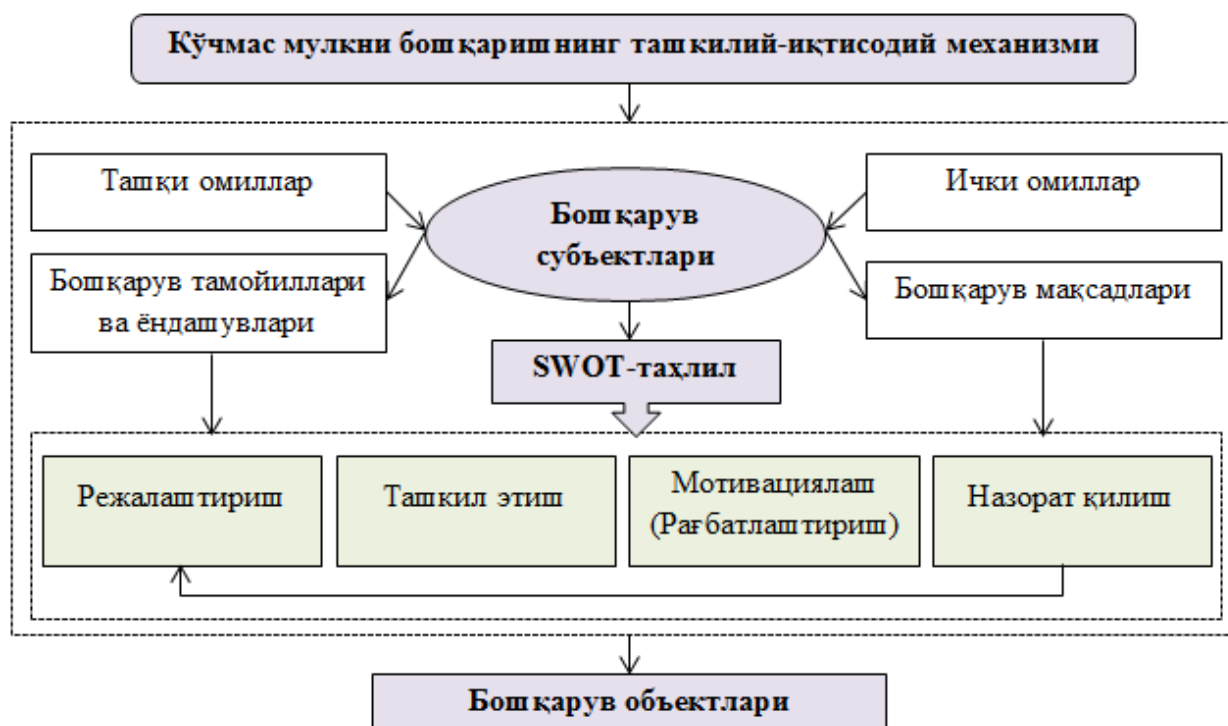 Кўчмас мулкни бошқаришнинг ташкилий-иқтисодий механизми
Ташқи омиллар
Бошқарув
субъектлари
Ички омиллар
Бошқарув тамойиллари
ва ёндашувлари
Бошқарув мақсадлари
SWOT-таҳлил
Режалаштириш
Ташкил этиш
Мотивациялаш
(Рағбатлаштириш)
Назорат қилиш
Бошқарув объектлари